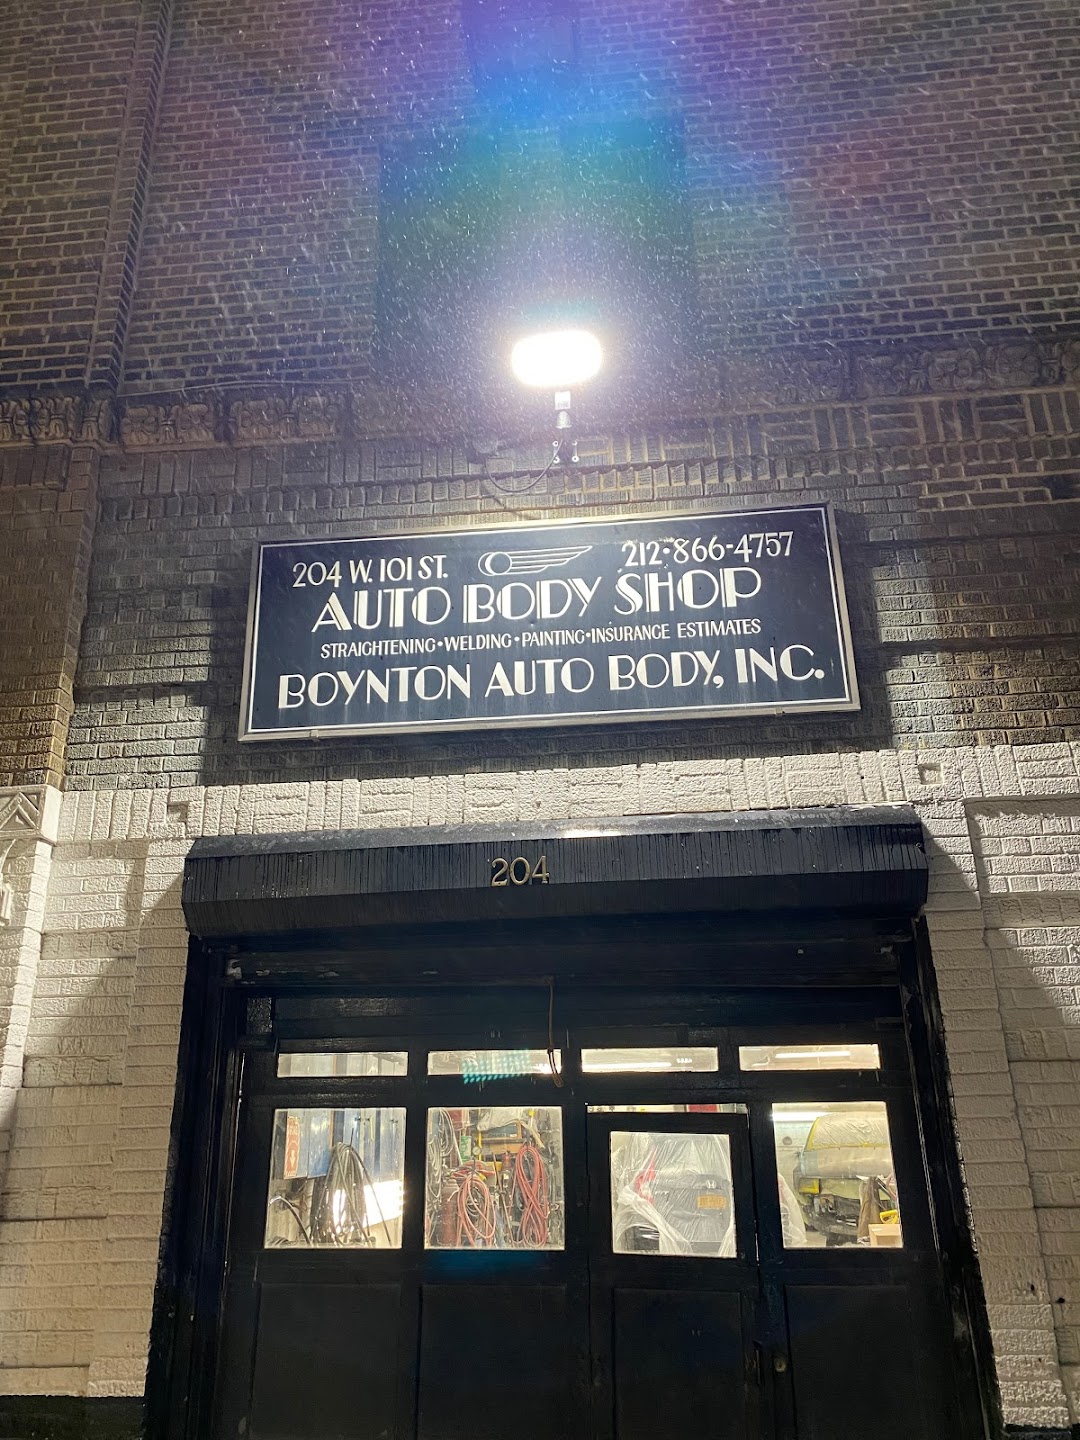 204 W. 101 ST. 212·866-4757
AUTO BODY SHOP
STRAIGHTENING·WELDING·PAINTING·INSURANCE ESTIMATES
BOYNTON AUTO BODY, INC.
204